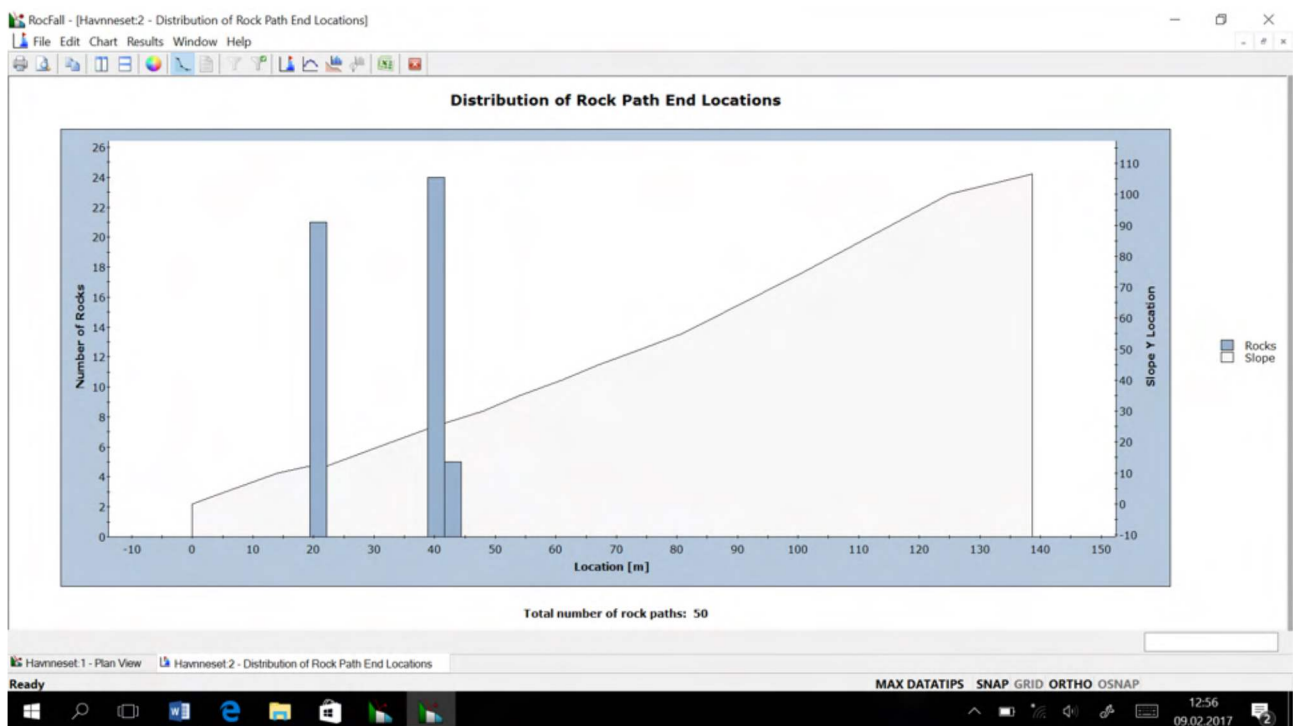 RocFall - [Havnneset:2 - Distribution of Rock Path End Locations]
File Edit Chart Results Window Help
Distribution of Rock Path End Locations
26
24
22
20
18
16
14
12
10
8
6
4
2
0
Number of Rocks
110
100
90
80
70
60
50
40
30
20
10
0
-10
Slope Y Location
Rocks
Slope
-10 0 10 20 30 40 50 60 70 80 90 100 110 120 130 140 150
Location [m]
Total number of rock paths: 50
Havnneset:1 - Plan View Havnneset:2 - Distribution of Rock Path End Locations
Ready MAX DATATIPS SNAP GRID ORTHO OSNAP
12:56
09.02.2017
2